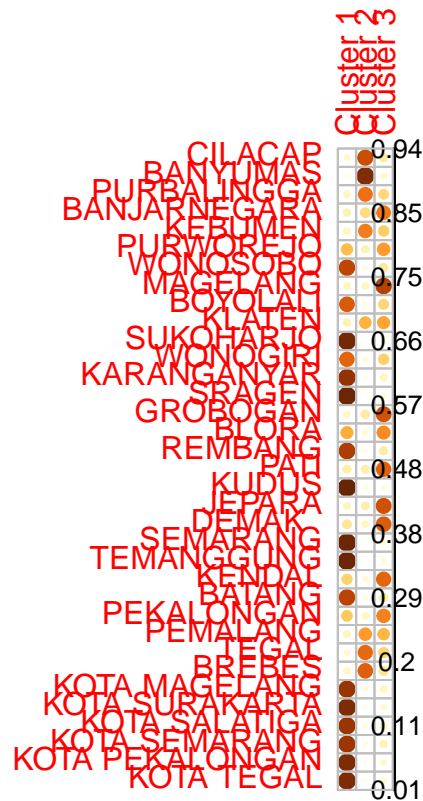 Cluster 1
Cluster 2
Cluster 3
CILACAP
BANYUMAS
PURBALINGGA
BANJARNEGARA
KEBUMEN
PURWOREJO
WONOSOBO
MAGELANG
BOYOLALI
KLATEN
SUKOHARJO
WONOGIRI
KARANGANYAR
SRAGEN
GROBOGAN
BLORA
REMBANG
PATI
KUDUS
JEPARA
DEMAK
SEMARANG
TEMANGGUNG
KENDAL
BATANG
PEKALONGAN
PEMALANG
TEGAL
BREBES
KOTA MAGELANG
KOTA SURAKARTA
KOTA SALATIGA
KOTA SEMARANG
KOTA PEKALONGAN
KOTA TEGAL
0.94
0.85
0.75
0.66
0.57
0.48
0.38
0.29
0.2
0.11
0.01